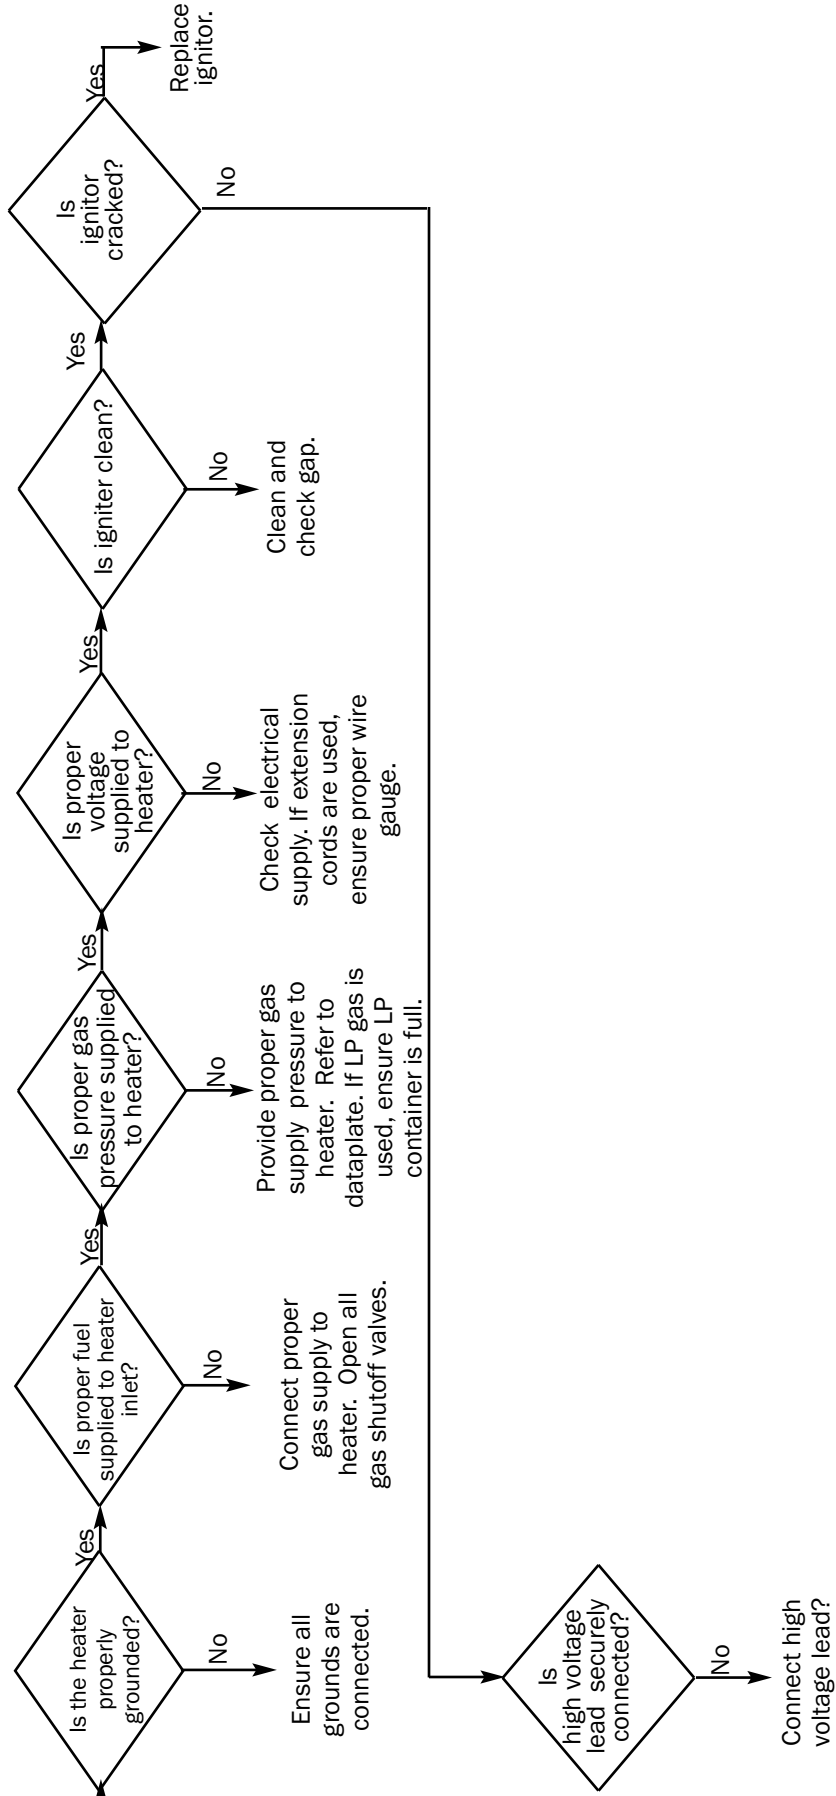 Is the heater
properly
grounded?
Yes
No
Ensure all
grounds are
connected.
Is proper fuel
supplied to heater
inlet?
Yes
No
Connect proper
gas supply to
heater. Open all
gas shutoff valves.
Is proper gas
pressure supplied
to heater?
Yes
No
Provide proper gas
supply pressure to
heater. Refer to
dataplate. If LP gas is
used, ensure LP
container is full.
Is proper
voltage
supplied to
heater?
Yes
No
Check electrical
supply. If extension
cords are used,
ensure proper wire
gauge.
Is igniter clean?
Yes
No
Clean and
check gap.
Is
ignitor
cracked?
Yes
Replace
ignitor.
No
Is
high voltage
lead securely
connected?
No
Connect high
voltage lead?